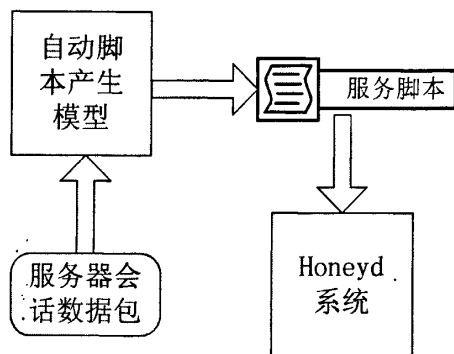 自动脚
本产生
模型
服务脚本
服务器会
话数据包
Honeyd
系统